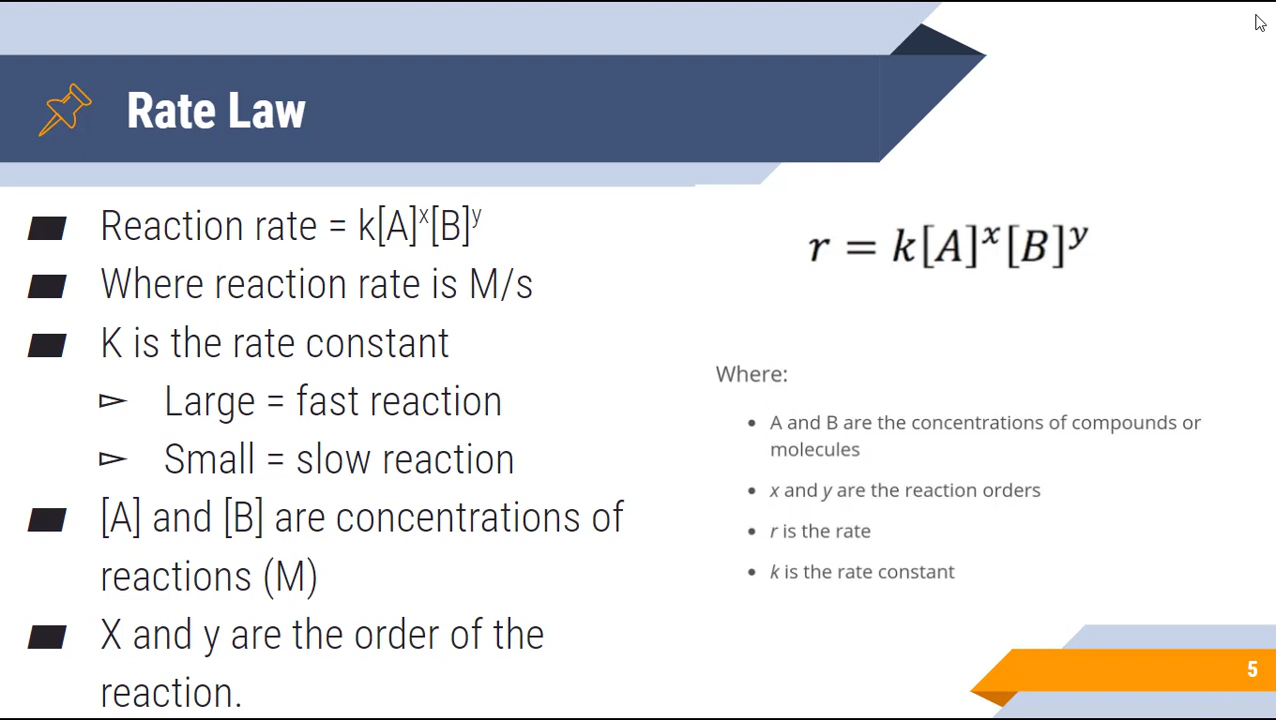 Rate Law
Reaction rate = k[A]ˣ[B]ʸ
Where reaction rate is M/s
K is the rate constant
Large = fast reaction
Small = slow reaction
[A] and [B] are concentrations of
reactions (M)
X and y are the order of the
reaction.
r = k[A]ˣ[B]ʸ
Where:
A and B are the concentrations of compounds or
molecules
x and y are the reaction orders
r is the rate
k is the rate constant
5